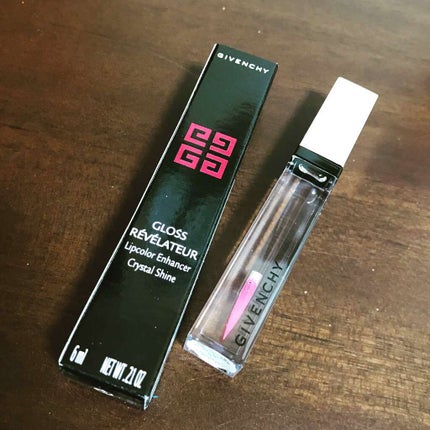 GIVENCHY
GLOSS
RÉVÉLATEUR
Lipcolor Enhancer
Crystal Shine
6 ml NET WT. .21 OZ.
GIVENCHY